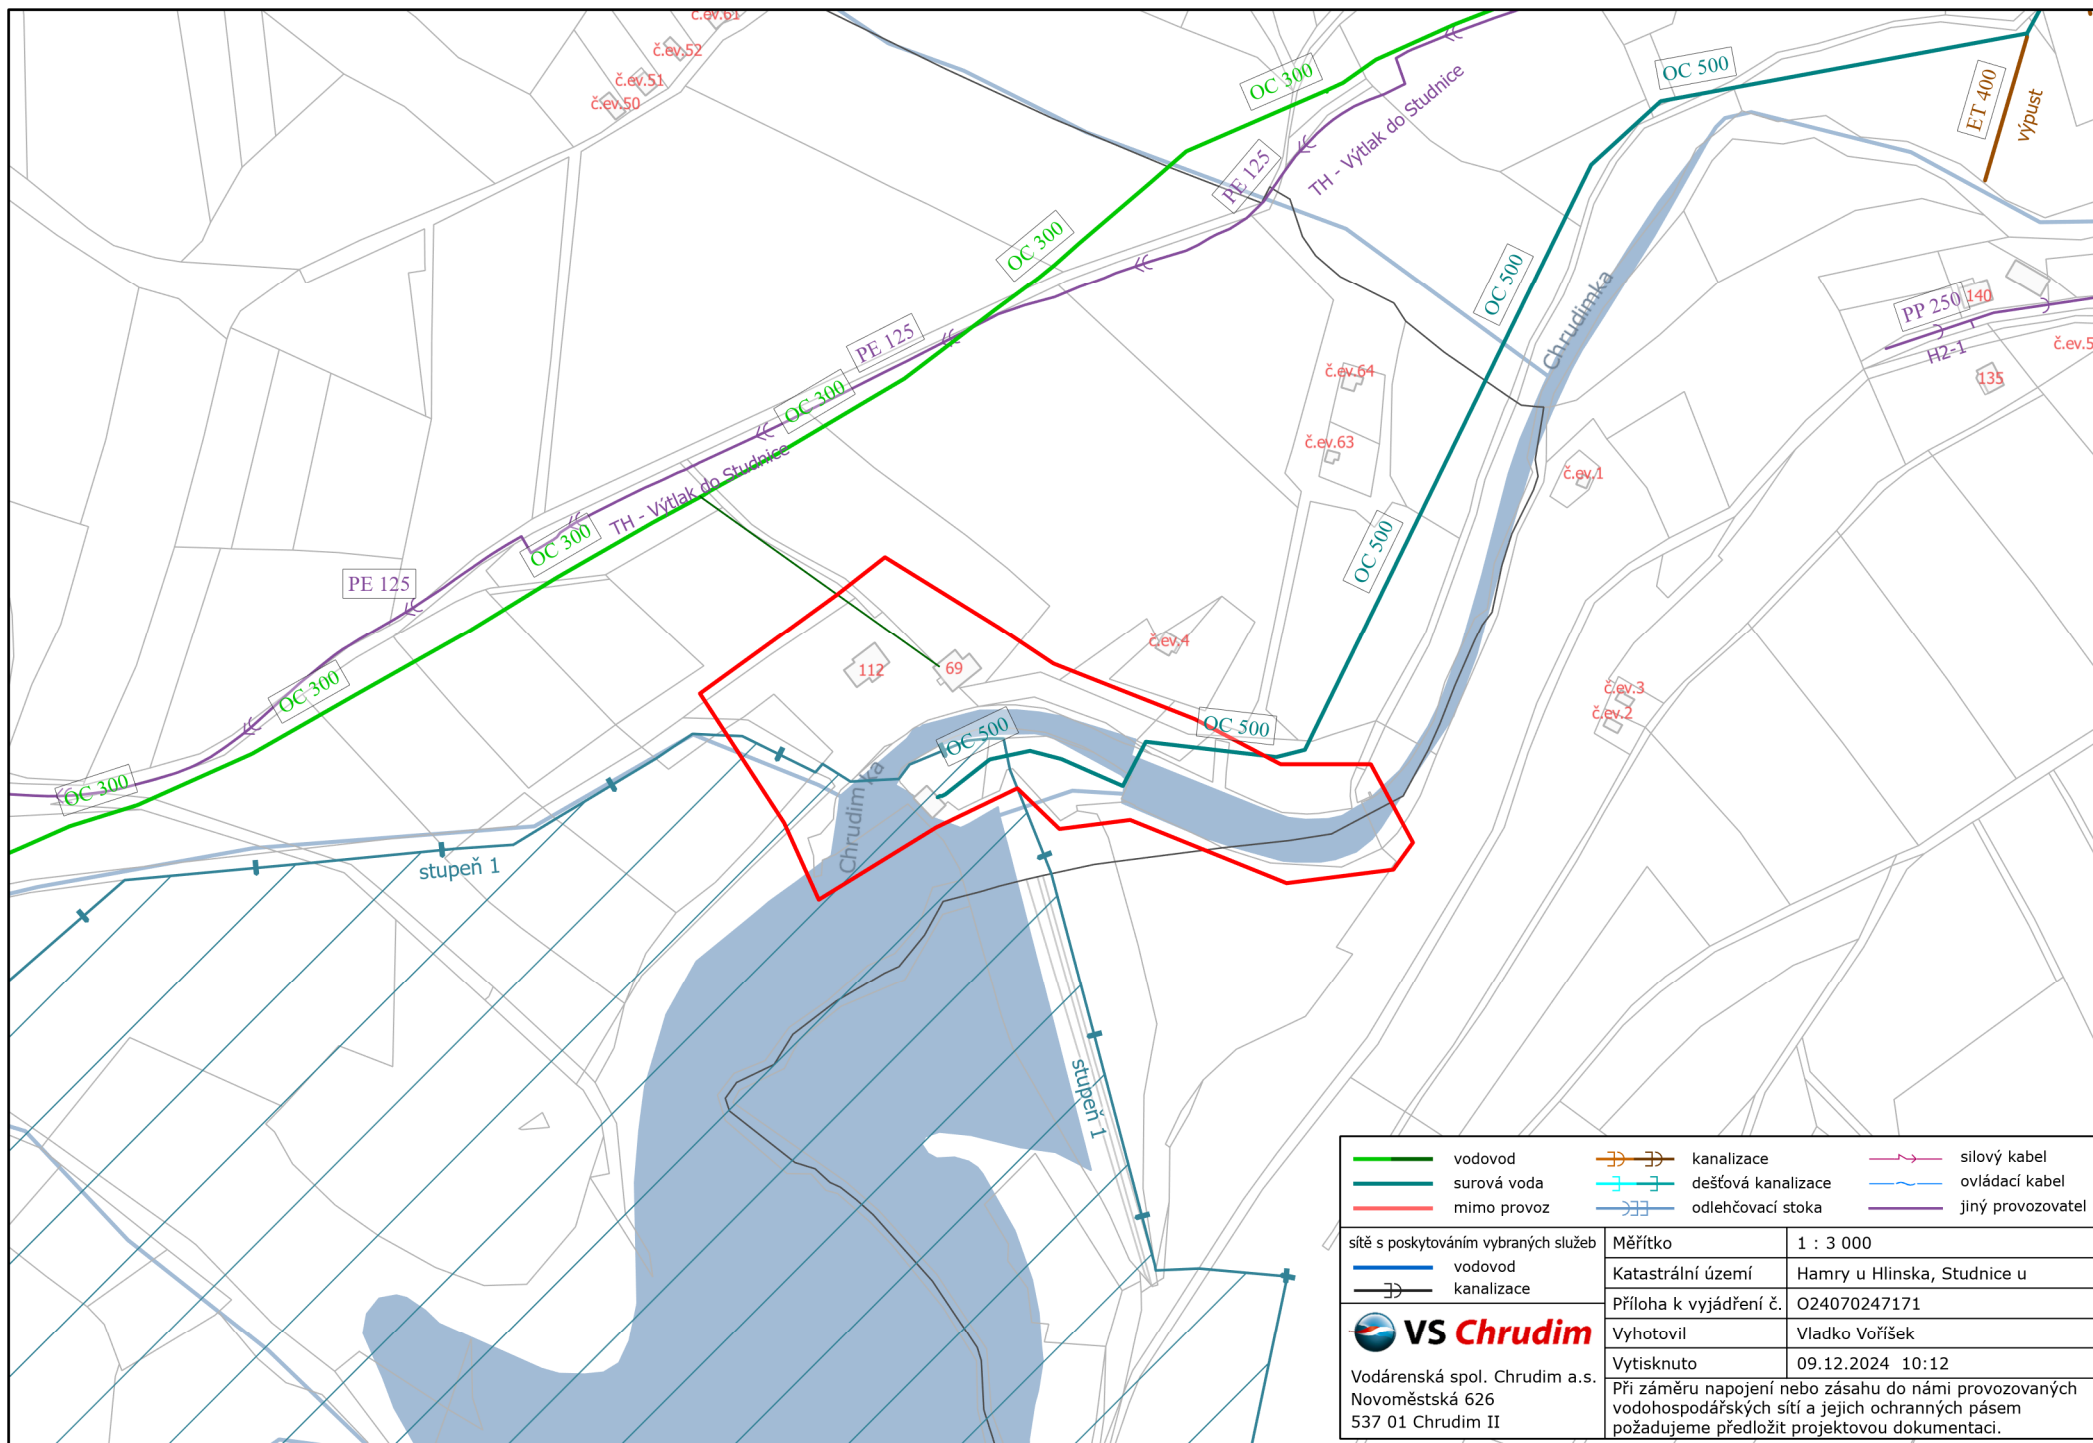 č.ev.61
č.ev.52
č.ev.51
č.ev.50
OC 300
TH - Výtlak do Studnice
PE 125
OC 500
ET 400
výpust
OC 300
OC 500
Chrudimka
PP 250
140
H2-1
č.ev.5
135
PE 125
OC 300
č.ev.64
č.ev.63
č.ev.1
TH - Výtlak do Studnice
OC 300
PE 125
OC 500
č.ev.4
112
69
OC 300
č.ev.3
č.ev.2
OC 500
OC 500
OC 300
Chrudimka
stupeň 1
stupeň 1
vodovod
surová voda
mimo provoz
kanalizace
dešťová kanalizace
odlehčovací stoka
silový kabel
ovládací kabel
jiný provozovatel
sítě s poskytováním vybraných služeb
vodovod
kanalizace
Měřítko 1 : 3 000
Katastrální území Hamry u Hlinska, Studnice u
Příloha k vyjádření č. O24070247171
Vyhotovil Vladko Voříšek
Vytisknuto 09.12.2024 10:12
VS Chrudim
Vodárenská spol. Chrudim a.s.
Novoměstská 626
537 01 Chrudim II
Při záměru napojení nebo zásahu do námi provozovaných
vodohospodářských sítí a jejich ochranných pásem
požadujeme předložit projektovou dokumentaci.